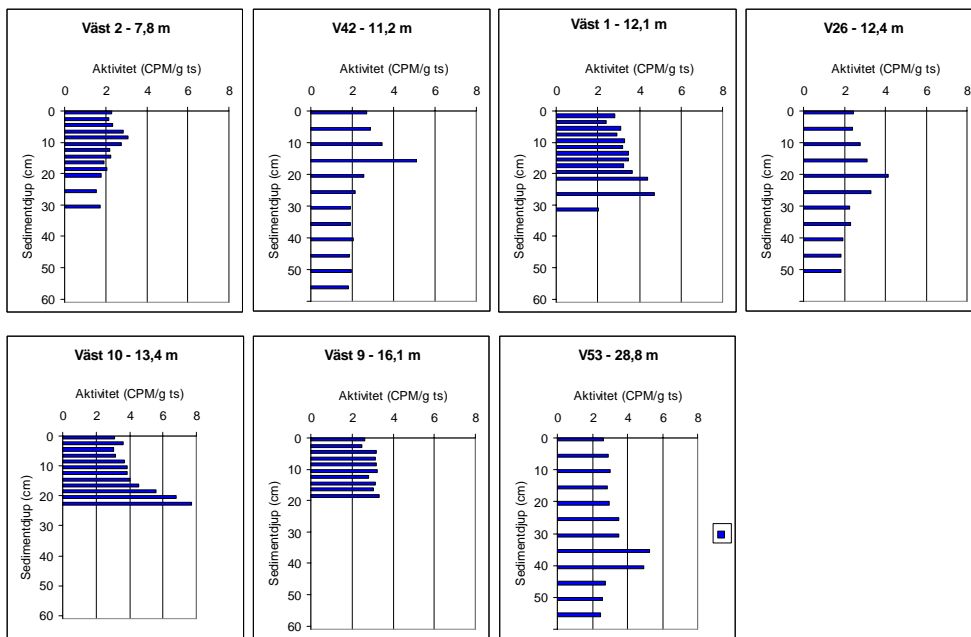 Väst 2 - 7,8 m
Aktivitet (CPM/g ts)
0 2 4 6 8
Sedimentdjup (cm)
0
10
20
30
40
50
60
V42 - 11,2 m
Aktivitet (CPM/g ts)
0 2 4 6 8
Sedimentdjup (cm)
0
10
20
30
40
50
Väst 1 - 12,1 m
Aktivitet (CPM/g ts)
0 2 4 6 8
Sedimentdjup (cm)
0
10
20
30
40
50
60
V26 - 12,4 m
Aktivitet (CPM/g ts)
0 2 4 6 8
Sedimentdjup (cm)
0
10
20
30
40
50
Väst 10 - 13,4 m
Aktivitet (CPM/g ts)
0 2 4 6 8
Sedimentdjup (cm)
0
10
20
30
40
50
60
Väst 9 - 16,1 m
Aktivitet (CPM/g ts)
0 2 4 6 8
Sedimentdjup (cm)
0
10
20
30
40
50
60
V53 - 28,8 m
Aktivitet (CPM/g ts)
0 2 4 6 8
Sedimentdjup (cm)
0
10
20
30
40
50